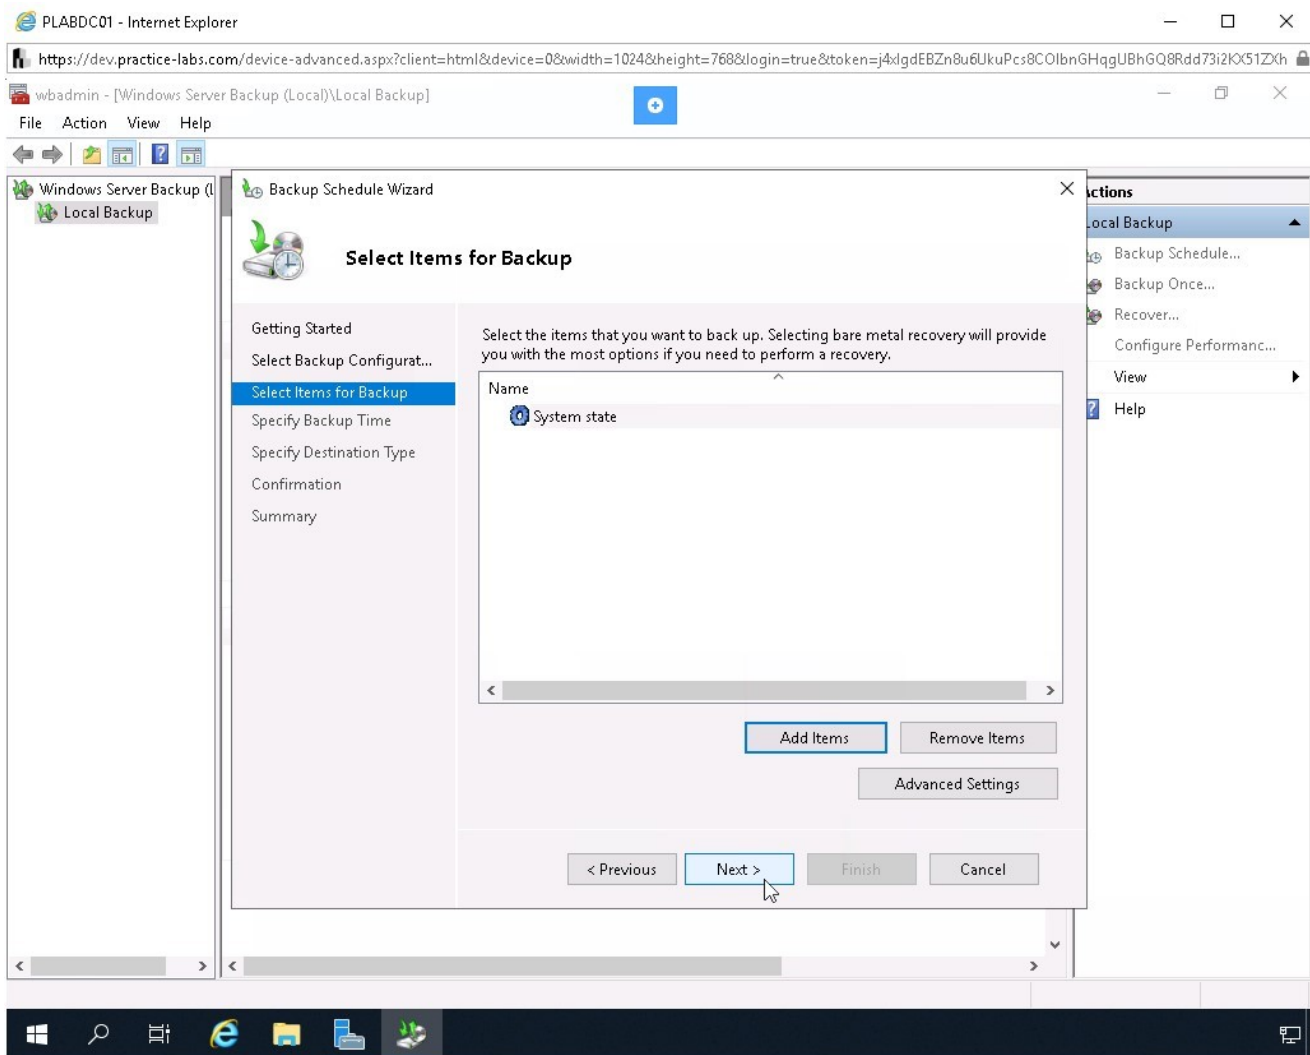 PLABDC01 - Internet Explorer
https://dev.practice-labs.com/device-advanced.aspx?client=html&device=0&width=1024&height=768&login=true&token=j4xIgdEBZn8u6UkuPcs8COIbnGHqgUBhGQ8Rdd73i2KX51ZXh
wbadmin - [Windows Server Backup (Local)\Local Backup]
File Action View Help
Windows Server Backup (L
Local Backup
Backup Schedule Wizard
Select Items for Backup
Getting Started
Select Backup Configurat...
Select Items for Backup
Specify Backup Time
Specify Destination Type
Confirmation
Summary
Select the items that you want to back up. Selecting bare metal recovery will provide
you with the most options if you need to perform a recovery.
Name
System state
Add Items
Remove Items
Advanced Settings
< Previous
Next >
Finish
Cancel
Actions
Local Backup
Backup Schedule...
Backup Once...
Recover...
Configure Performanc...
View
Help